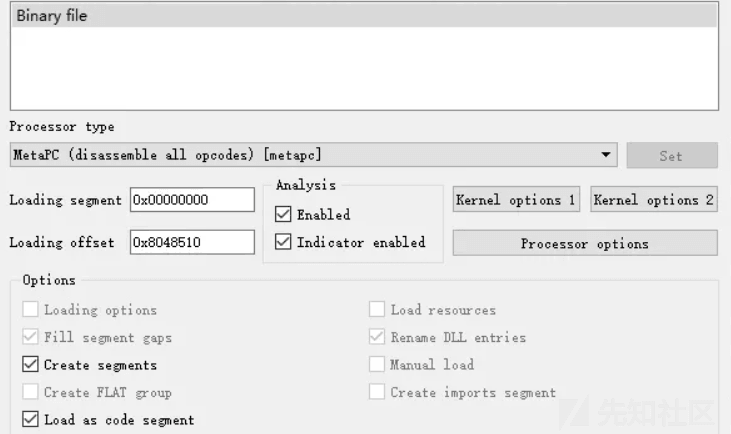 Binary file
Processor type
MetaPC (disassemble all opcodes) [metapc]
Set
Loading segment 0x00000000
Loading offset 0x8048510
Analysis
Enabled
Indicator enabled
Kernel options 1
Kernel options 2
Processor options
Options
Loading options
Fill segment gaps
Create segments
Create FLAT group
Load as code segment
Load resources
Rename DLL entries
Manual load
Create imports segment
先知社区